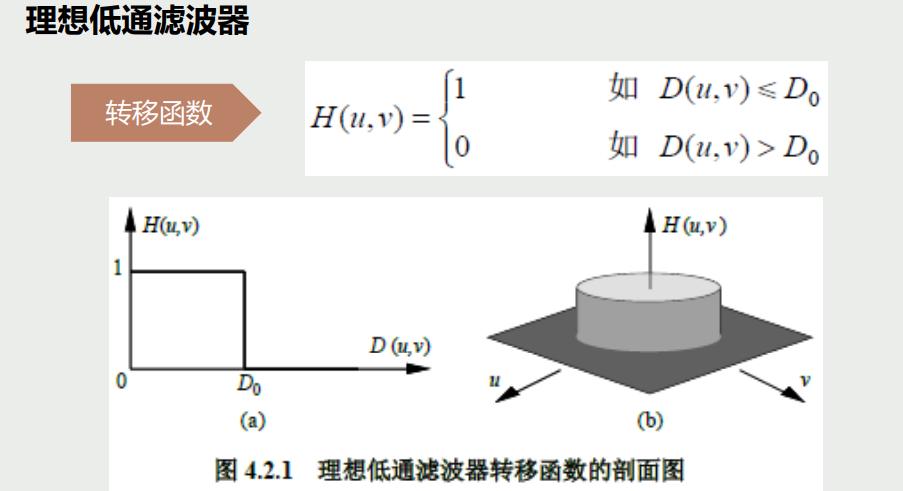 理想低通滤波器
转移函数
H(u,v) = { 1 如 D(u,v) ≤ D₀
0 如 D(u,v) > D₀
H(u,v)
1
0
D₀
D (u,v)
(a)
H (u,v)
u
v
(b)
图 4.2.1 理想低通滤波器转移函数的剖面图